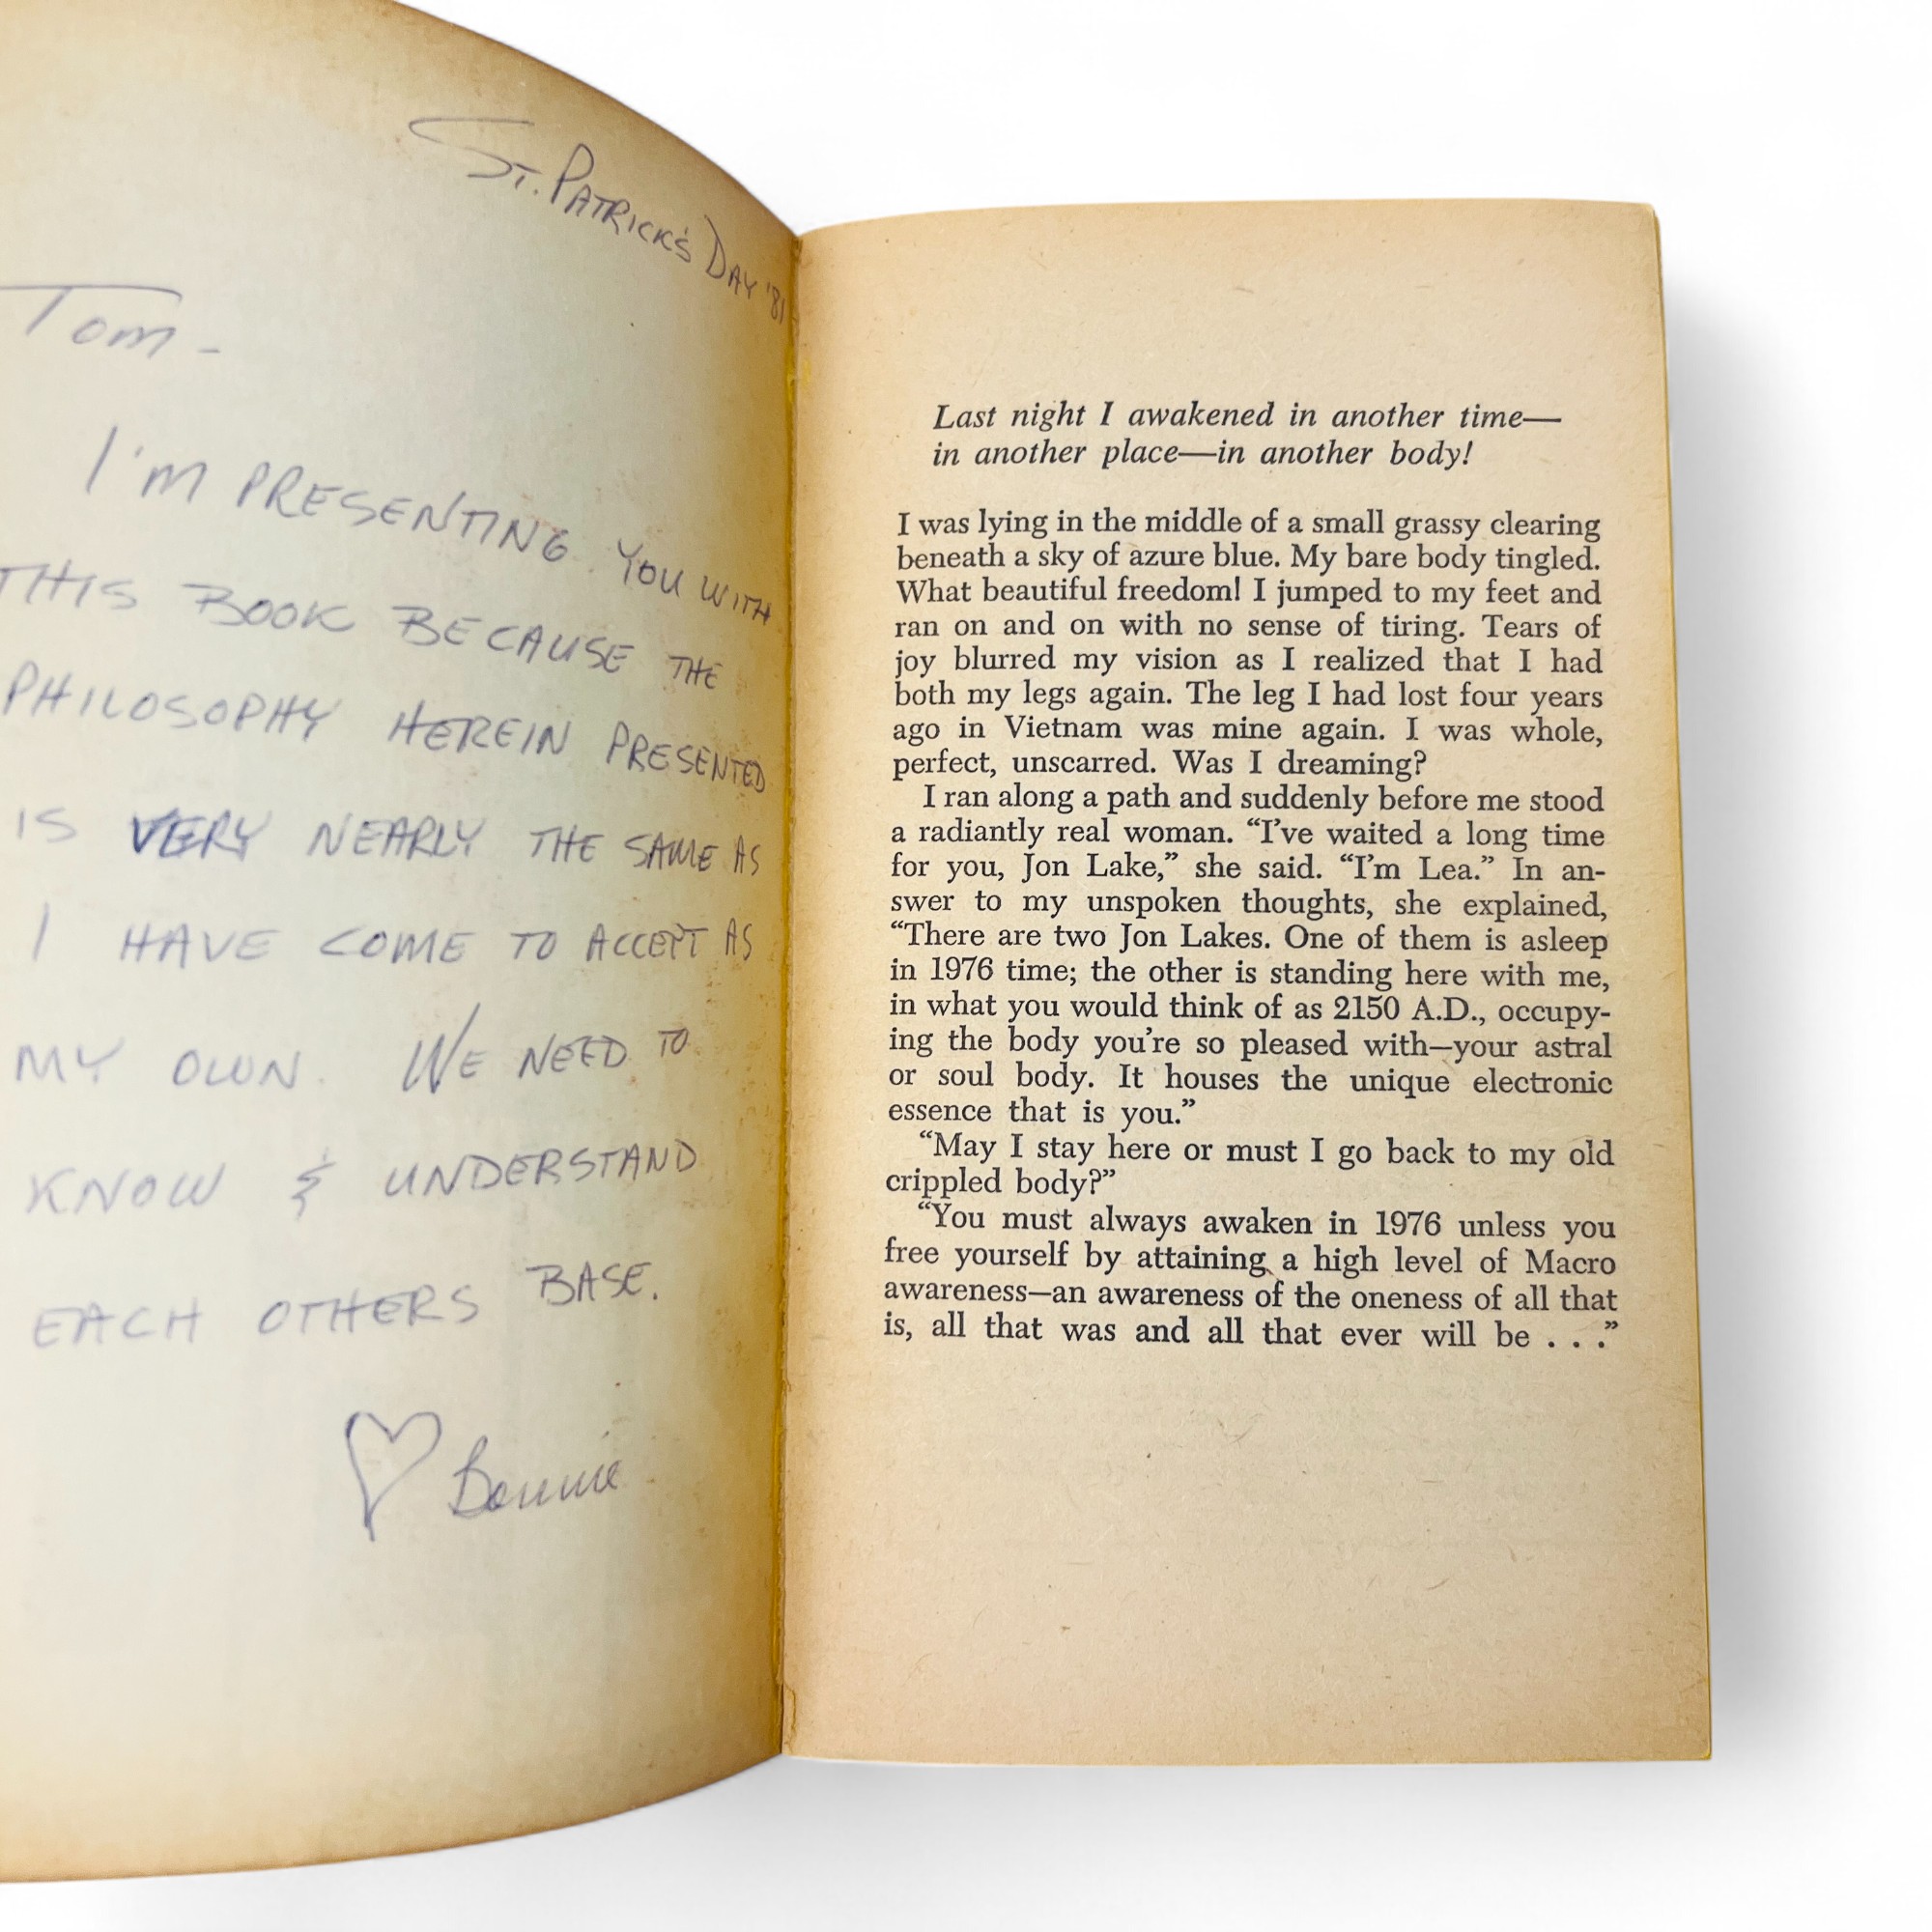 St. Patrick's Day '81
Tom-
I'm presenting you with
this book because the
philosophy herein presented
is very nearly the same as
I have come to accept as
my own. We need to
know & understand
each others base.
♡ Bonnie
Last night I awakened in another time—
in another place—in another body!
I was lying in the middle of a small grassy clearing
beneath a sky of azure blue. My bare body tingled.
What beautiful freedom! I jumped to my feet and
ran on and on with no sense of tiring. Tears of
joy blurred my vision as I realized that I had
both my legs again. The leg I had lost four years
ago in Vietnam was mine again. I was whole,
perfect, unscarred. Was I dreaming?
I ran along a path and suddenly before me stood
a radiantly real woman. “I’ve waited a long time
for you, Jon Lake,” she said. “I’m Lea.” In an-
swer to my unspoken thoughts, she explained,
“There are two Jon Lakes. One of them is asleep
in 1976 time; the other is standing here with me,
in what you would think of as 2150 A.D., occupy-
ing the body you’re so pleased with—your astral
or soul body. It houses the unique electronic
essence that is you.”
“May I stay here or must I go back to my old
crippled body?”
“You must always awaken in 1976 unless you
free yourself by attaining a high level of Macro
awareness—an awareness of the oneness of all that
is, all that was and all that ever will be . . .”